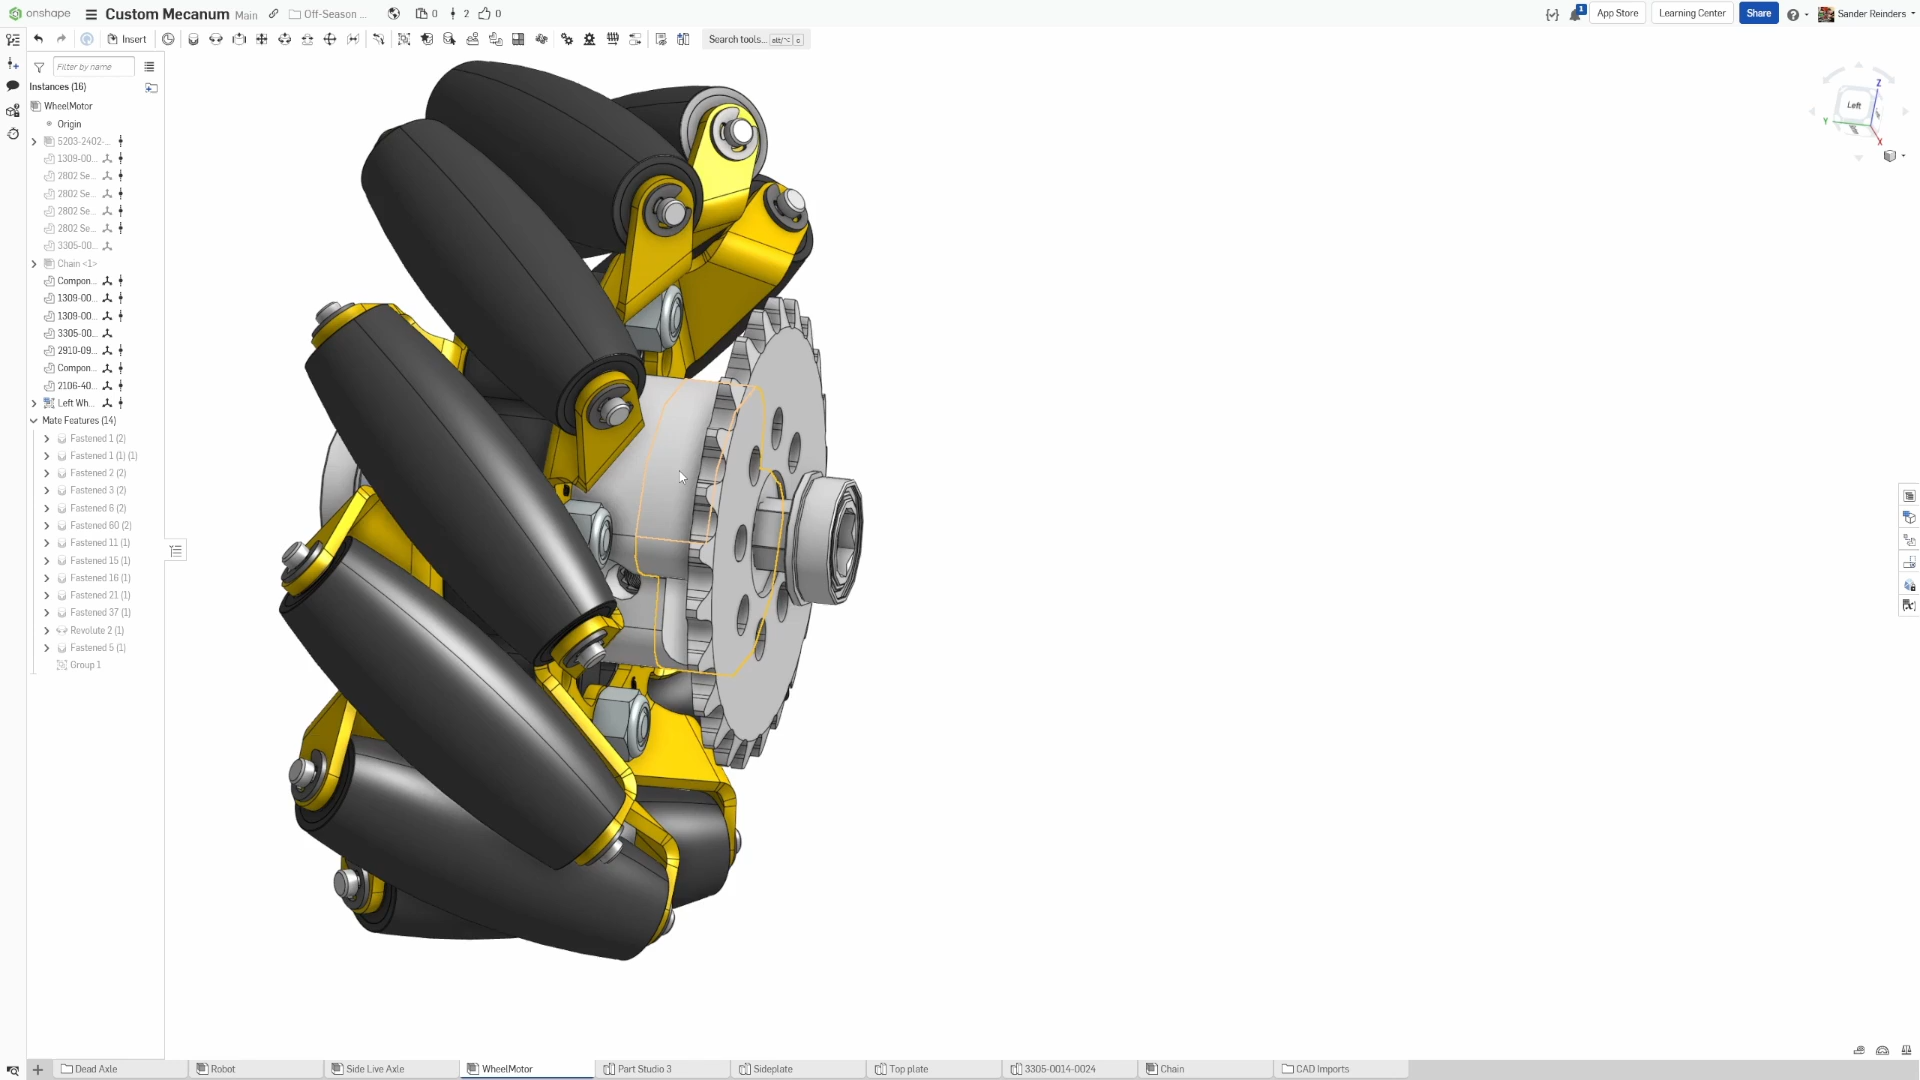 onshape Custom Mecanum Main Off-Season ... 0 2 0 1 App Store Learning Center Share Sander Reinders
Insert Search tools... alt/⌥ c
Filter by name
Instances (16)
WheelMotor
Origin
5203-2402-...
1309-00...
2802 Se...
2802 Se...
2802 Se...
2802 Se...
3305-00...
Chain <1>
Compon...
1309-00...
1309-00...
3305-00...
2910-09...
Compon...
2106-40...
Left Wh...
Mate Features (14)
Fastened 1 (2)
Fastened 1 (1) (1)
Fastened 2 (2)
Fastened 3 (2)
Fastened 6 (2)
Fastened 60 (2)
Fastened 11 (1)
Fastened 15 (1)
Fastened 16 (1)
Fastened 21 (1)
Fastened 37 (1)
Revolute 2 (1)
Fastened 5 (1)
Group 1
Z
Left
Y
X
Dead Axle Robot Side Live Axle WheelMotor Part Studio 3 Sideplate Top plate 3305-0014-0024 Chain CAD Imports